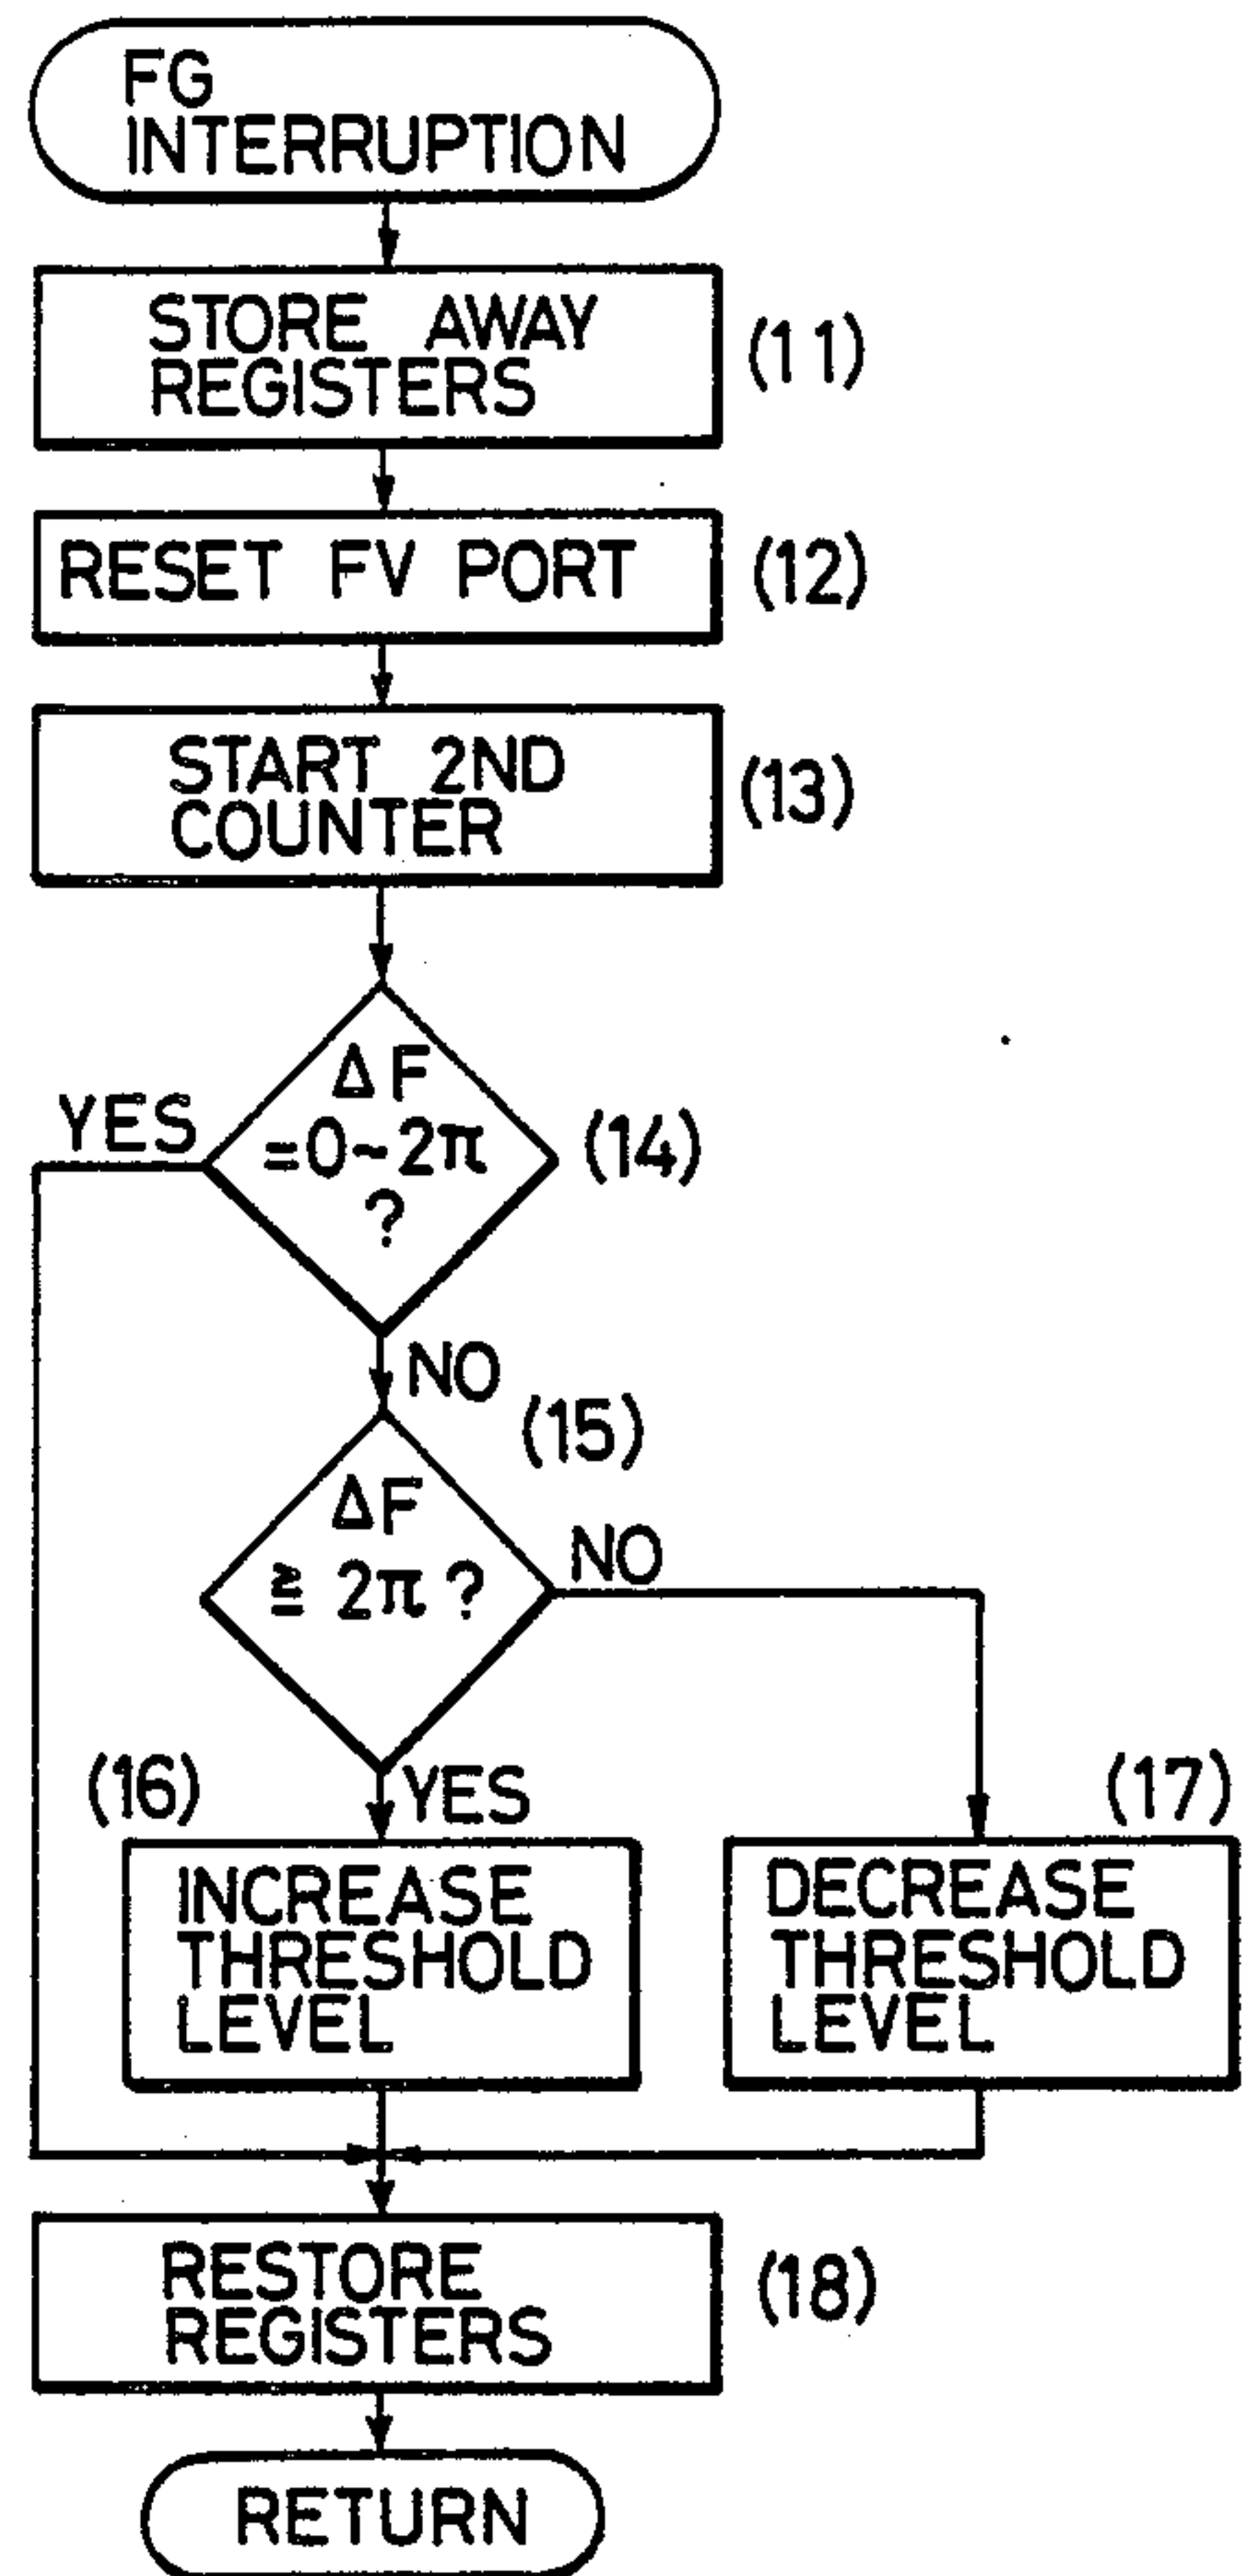 FG
INTERRUPTION
STORE AWAY
REGISTERS
(11)
RESET FV PORT
(12)
START 2ND
COUNTER
(13)
ΔF
=0~2π
?
(14)
YES
NO
(15)
ΔF
≧ 2π ?
NO
YES
(16)
INCREASE
THRESHOLD
LEVEL
(17)
DECREASE
THRESHOLD
LEVEL
RESTORE
REGISTERS
(18)
RETURN